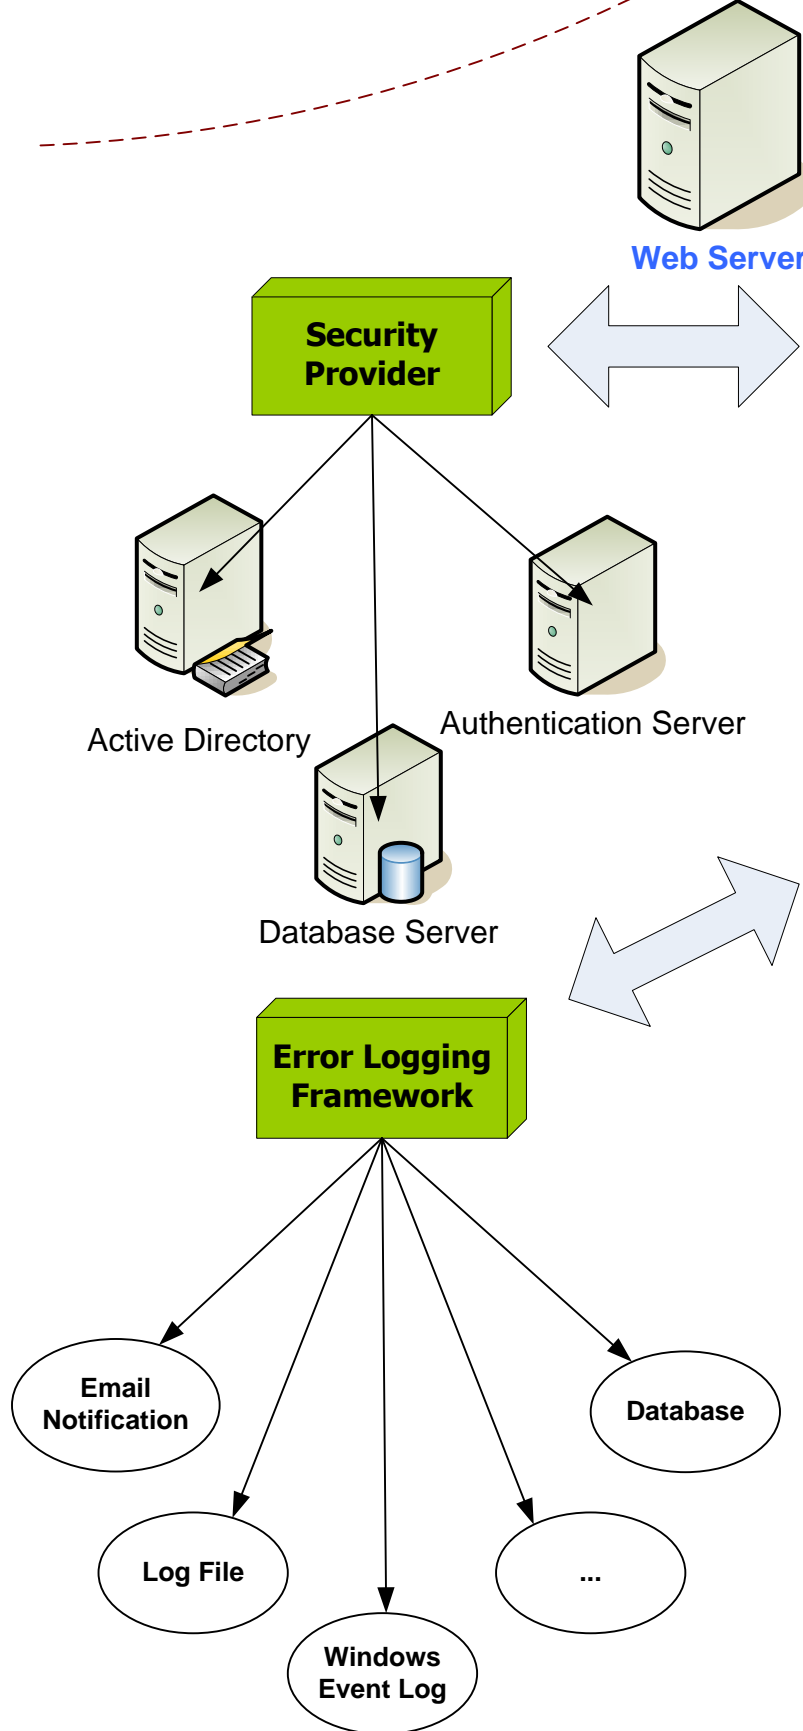 Web Server
Security
Provider
Active Directory
Authentication Server
Database Server
Error Logging
Framework
Email
Notification
Database
Log File
...
Windows
Event Log